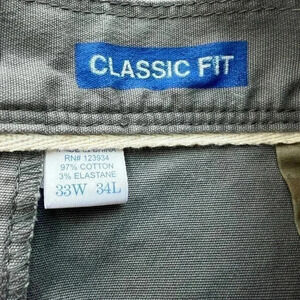 CLASSIC FIT
RN# 123934
97% COTTON
3% ELASTANE
33W 34L